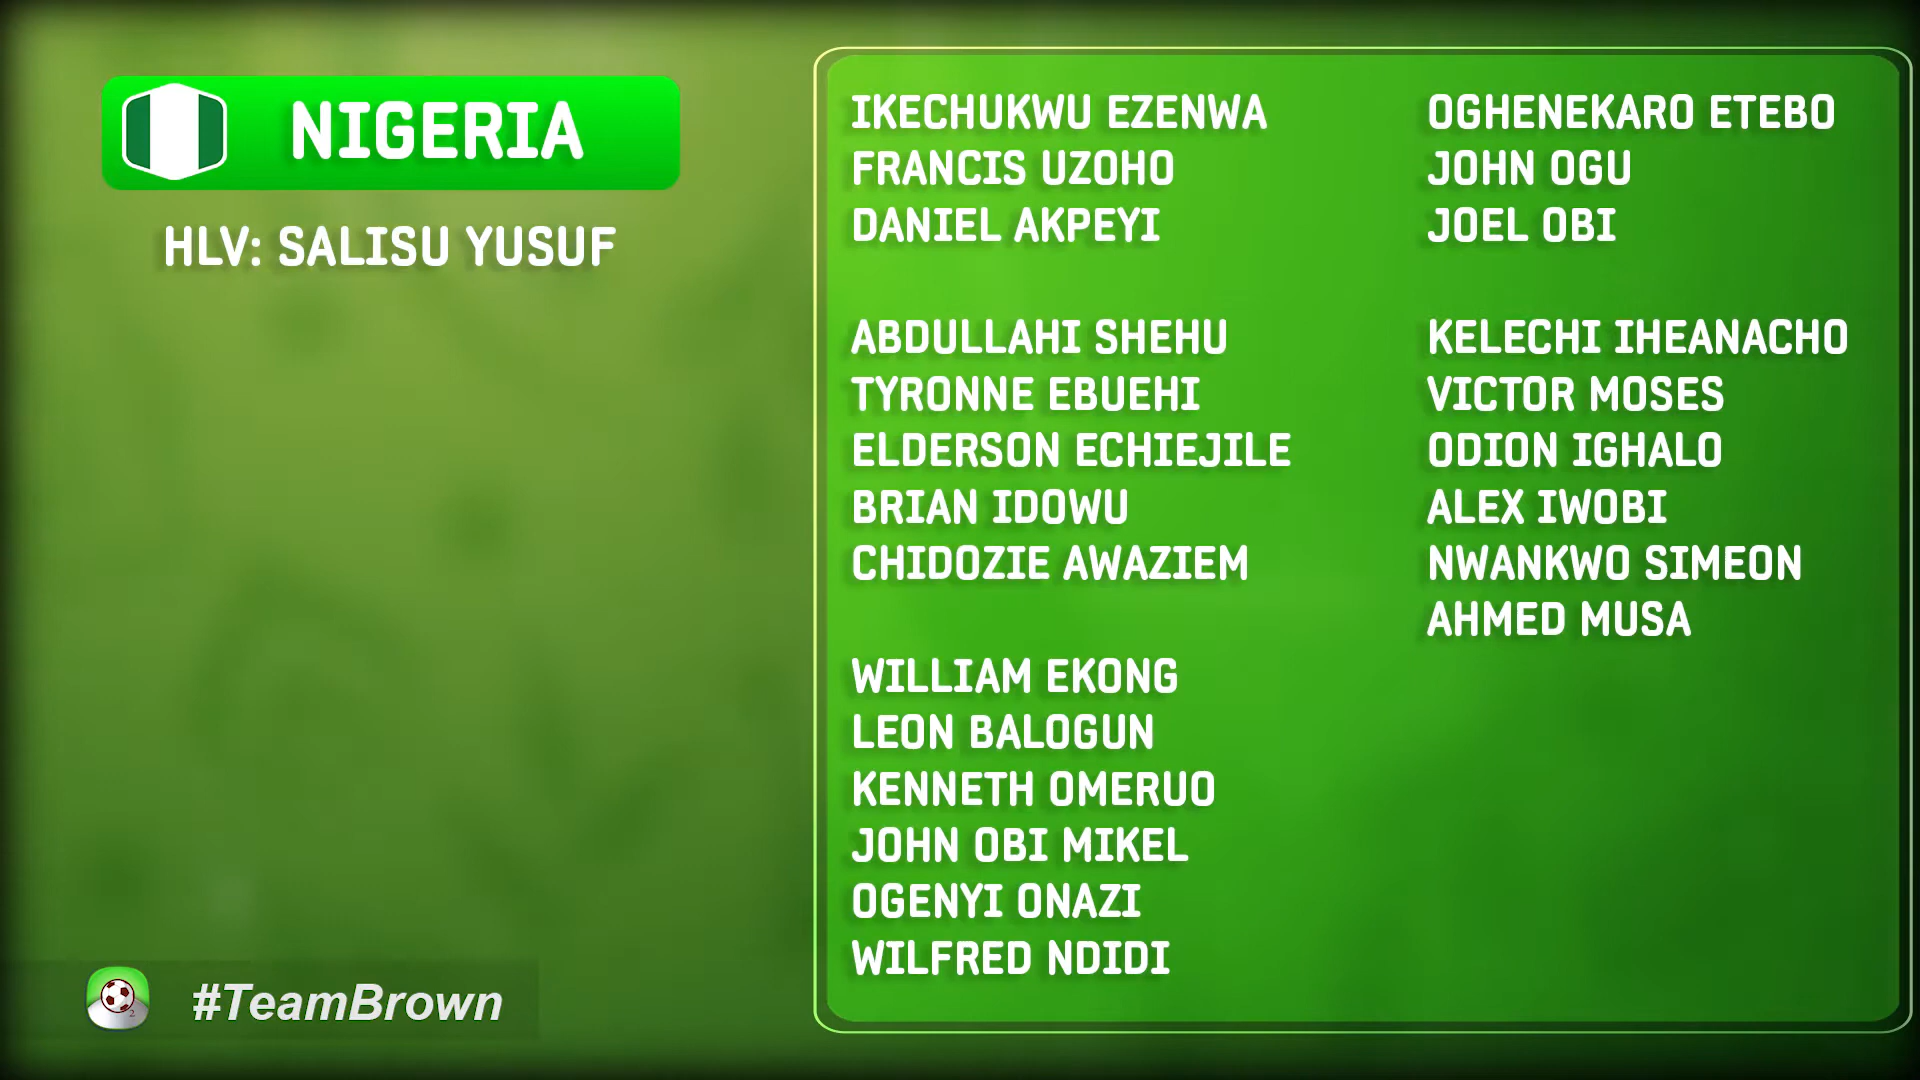 NIGERIA
HLV: SALISU YUSUF
IKECHUKWU EZENWA
FRANCIS UZOHO
DANIEL AKPEYI
ABDULLAHI SHEHU
TYRONNE EBUEHI
ELDERSON ECHIEJILE
BRIAN IDOWU
CHIDOZIE AWAZIEM
WILLIAM EKONG
LEON BALOGUN
KENNETH OMERUO
JOHN OBI MIKEL
OGENYI ONAZI
WILFRED NDIDI
OGHENEKARO ETEBO
JOHN OGU
JOEL OBI
KELECHI IHEANACHO
VICTOR MOSES
ODION IGHALO
ALEX IWOBI
NWANKWO SIMEON
AHMED MUSA
2
#TeamBrown